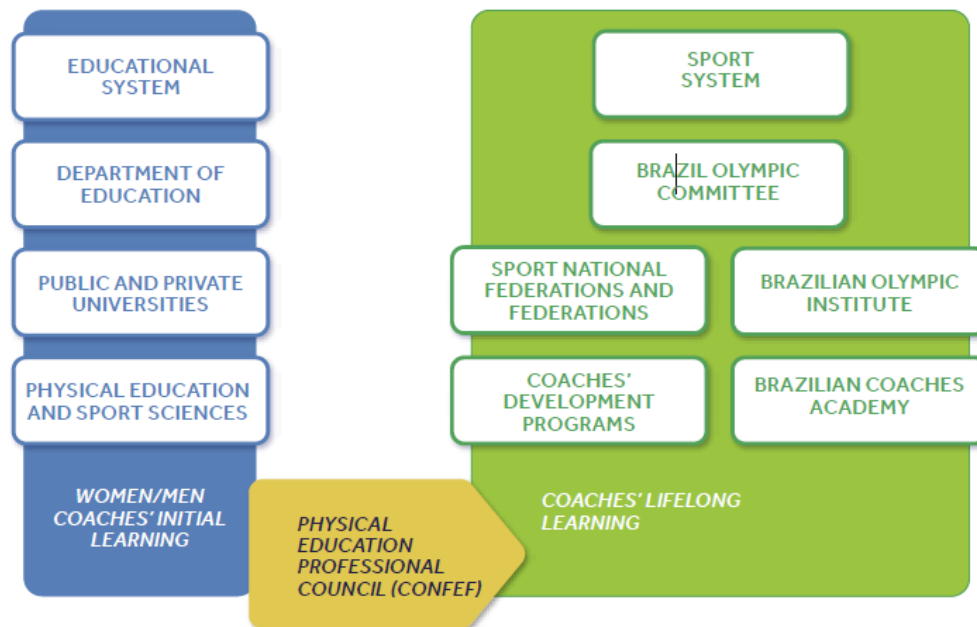 EDUCATIONAL
SYSTEM
DEPARTMENT OF
EDUCATION
PUBLIC AND PRIVATE
UNIVERSITIES
PHYSICAL EDUCATION
AND SPORT SCIENCES
WOMEN/MEN
COACHES' INITIAL
LEARNING
PHYSICAL
EDUCATION
PROFESSIONAL
COUNCIL (CONFEF)
SPORT
SYSTEM
BRAZIL OLYMPIC
COMMITTEE
SPORT NATIONAL
FEDERATIONS AND
FEDERATIONS
BRAZILIAN OLYMPIC
INSTITUTE
COACHES'
DEVELOPMENT
PROGRAMS
BRAZILIAN COACHES
ACADEMY
COACHES' LIFELONG
LEARNING